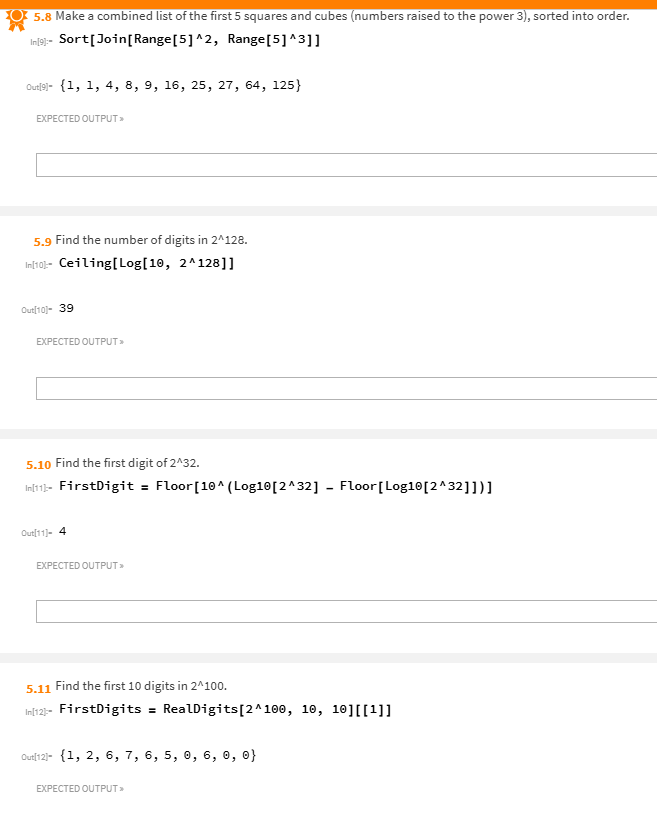 5.8 Make a combined list of the first 5 squares and cubes (numbers raised to the power 3), sorted into order.
In[9]:= Sort[Join[Range[5]^2, Range[5]^3]]
Out[9]= {1, 1, 4, 8, 9, 16, 25, 27, 64, 125}
EXPECTED OUTPUT »
5.9 Find the number of digits in 2^128.
In[10]:= Ceiling[Log[10, 2^128]]
Out[10]= 39
EXPECTED OUTPUT »
5.10 Find the first digit of 2^32.
In[11]:= FirstDigit = Floor[10^(Log10[2^32] - Floor[Log10[2^32]])]
Out[11]= 4
EXPECTED OUTPUT »
5.11 Find the first 10 digits in 2^100.
In[12]:= FirstDigits = RealDigits[2^100, 10, 10][[1]]
Out[12]= {1, 2, 6, 7, 6, 5, 0, 6, 0, 0}
EXPECTED OUTPUT »